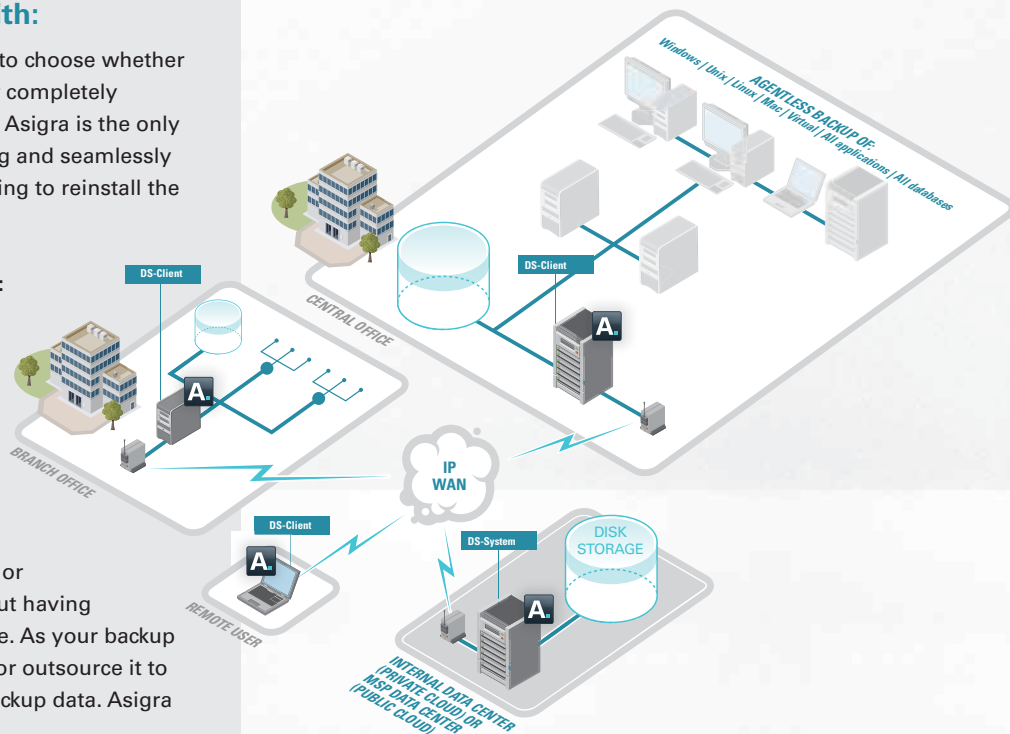 ith:
to choose whether
completely
Asigra is the only
g and seamlessly
ing to reinstall the
:
or
ut having
e. As your backup
or outsource it to
ckup data. Asigra
Windows | Unix | Linux | Mac | Virtual | All applications | All databases
AGENTLESS BACKUP OF:
DS-Client
A.
CENTRAL OFFICE
DS-Client
A.
BRANCH OFFICE
IP
WAN
DS-Client
A.
REMOTE USER
DS-System
A.
DISK
STORAGE
INTERNAL DATA CENTER
(PRIVATE CLOUD) OR
MSP DATA CENTER
(PUBLIC CLOUD)